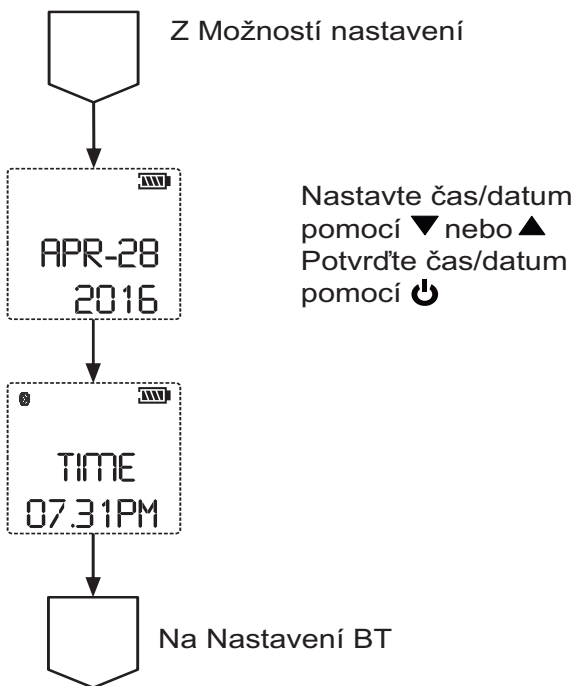 Z Možností nastavení
APR-28
2016
Nastavte čas/datum
pomocí ▼ nebo ▲
Potvrďte čas/datum
pomocí ⏻
TIME
07.31PM
Na Nastavení BT